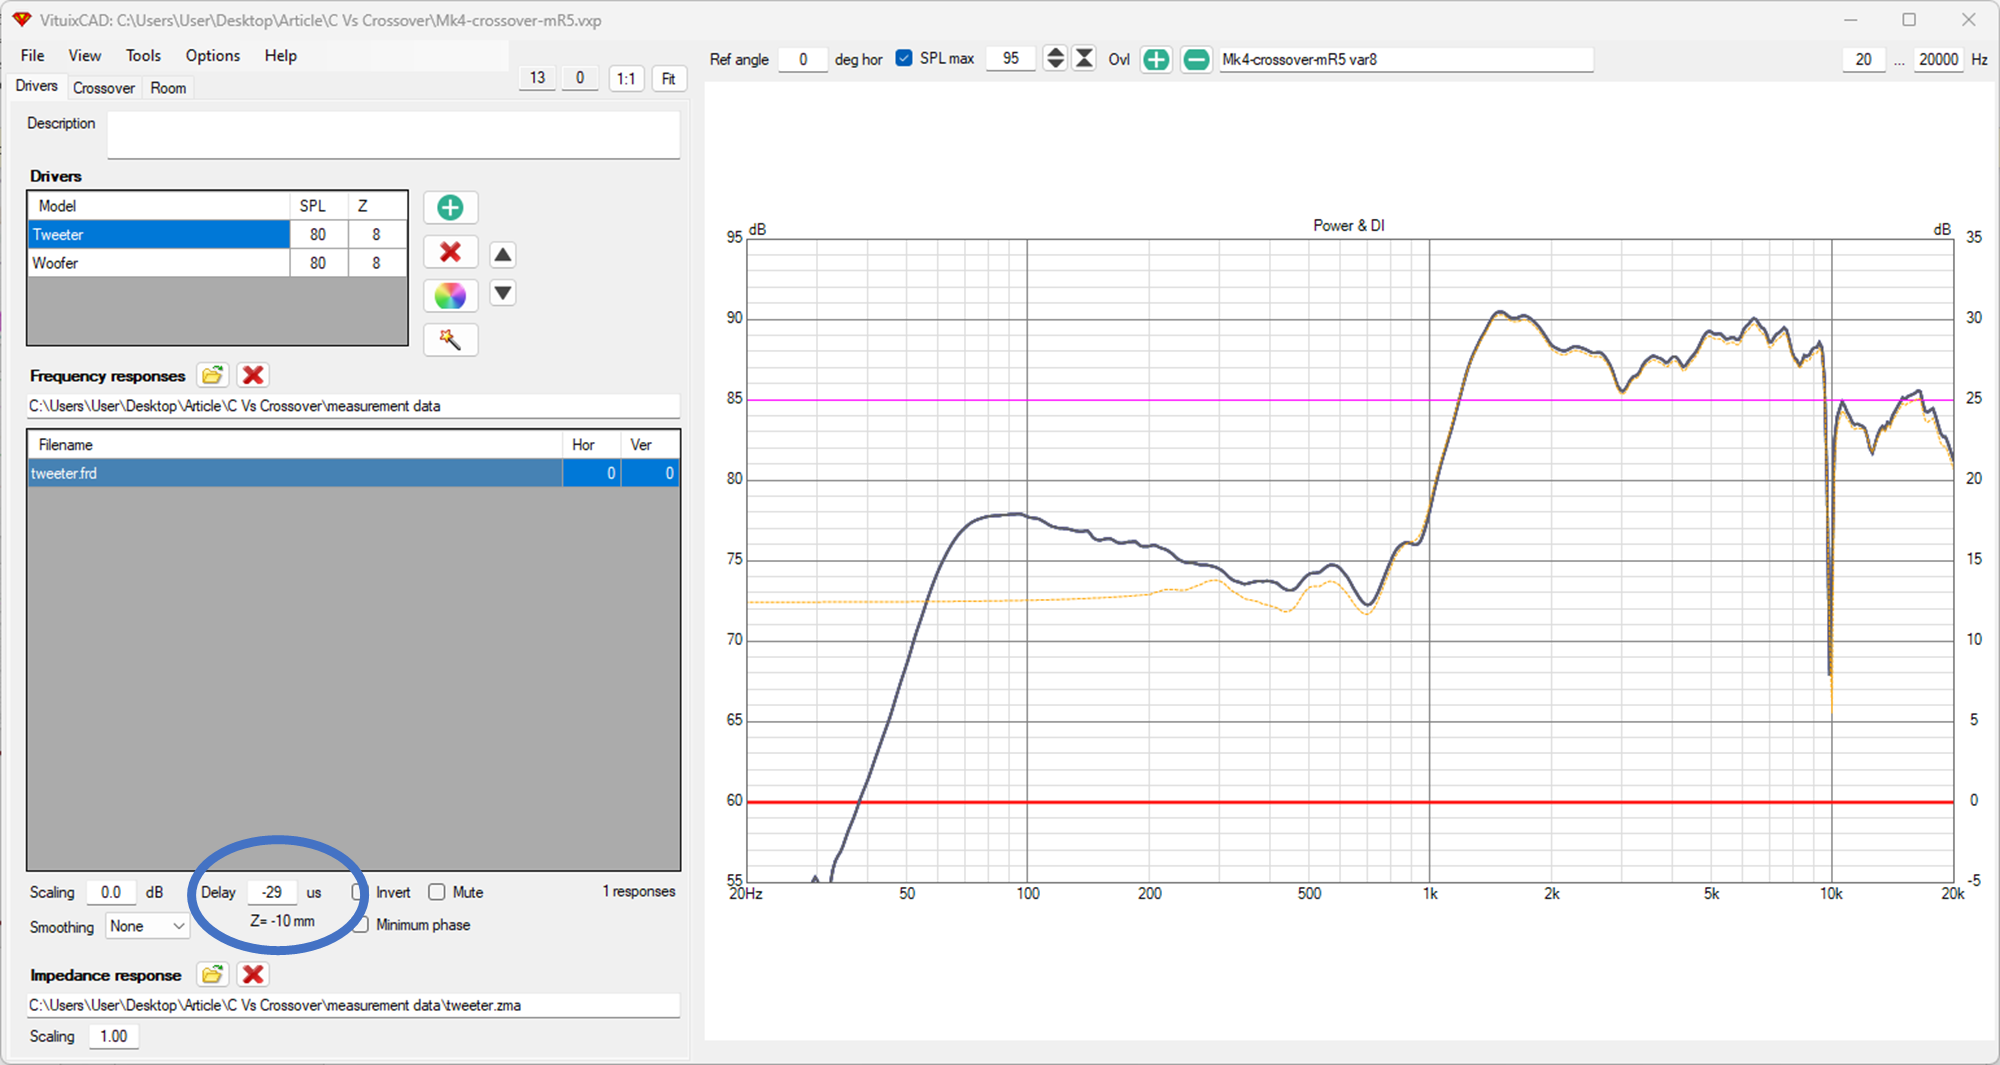 VituixCAD: C:\Users\User\Desktop\Article\C Vs Crossover\Mk4-crossover-mR5.vxp
File View Tools Options Help
13 0 1:1 Fit
Drivers Crossover Room
Description
Drivers
Model SPL Z
Tweeter 80 8
Woofer 80 8
Frequency responses
C:\Users\User\Desktop\Article\C Vs Crossover\measurement data
Filename Hor Ver
tweeter.frd 0 0
Scaling 0.0 dB Delay -29 us Invert Mute 1 responses
Z= -10 mm
Smoothing None Minimum phase
Impedance response
C:\Users\User\Desktop\Article\C Vs Crossover\measurement data\tweeter.zma
Scaling 1.00
Ref angle 0 deg hor SPL max 95 Ovl Mk4-crossover-mR5 var8 20 ... 20000 Hz
Power & DI
dB dB
95 35
90 30
85 25
80 20
75 15
70 10
65 5
60 0
55 -5
20Hz 50 100 200 500 1k 2k 5k 10k 20k